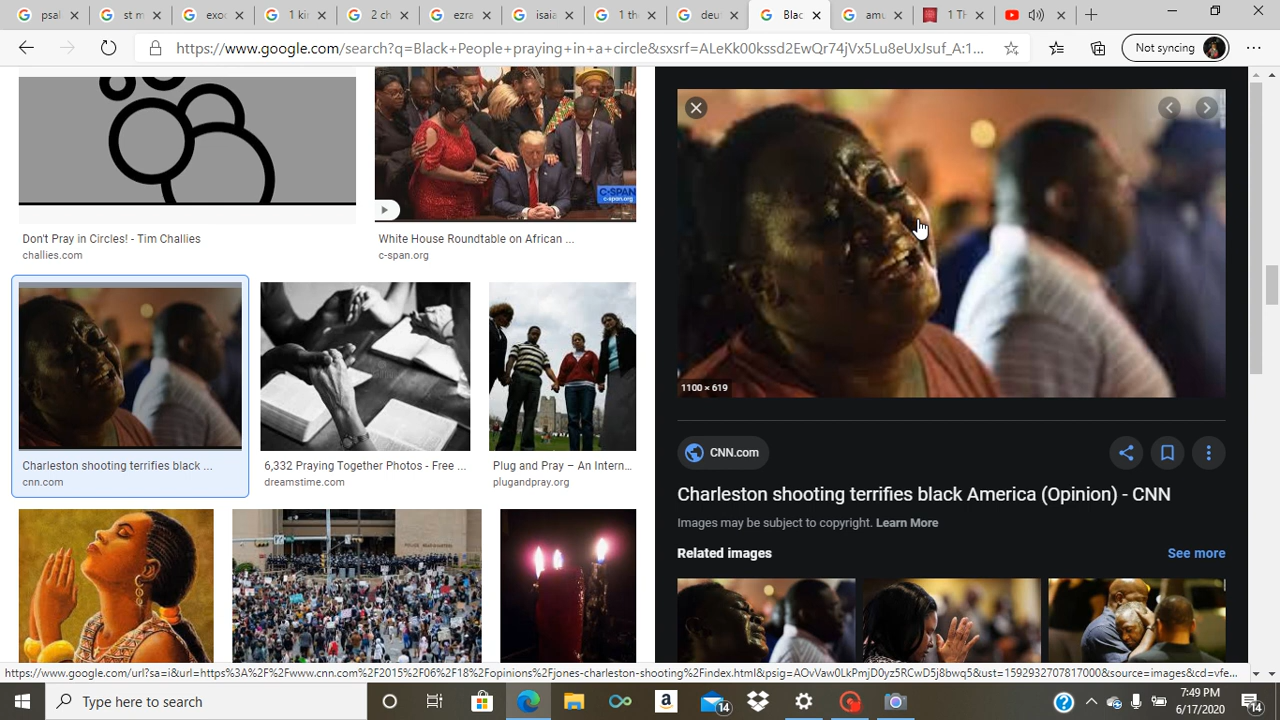 psal
st m
exo
1 ki
2 ch
ezra
isaia
1 the
deu
Blac
amu
1 Th
https://www.google.com/search?q=Black+People+praying+in+a+circle&sxsrf=ALeKk00kssd2EwQr74jVx5Lu8eUxJsuf_A:1...
Not syncing
C-SPAN
c-span.org
Don't Pray in Circles! - Tim Challies
challies.com
White House Roundtable on African ...
c-span.org
1100 × 619
Charleston shooting terrifies black ...
cnn.com
6,332 Praying Together Photos - Free ...
dreamstime.com
Plug and Pray – An Intern...
plugandpray.org
CNN.com
Charleston shooting terrifies black America (Opinion) - CNN
Images may be subject to copyright. Learn More
Related images
See more
https://www.google.com/url?sa=i&url=https%3A%2F%2Fwww.cnn.com%2F2015%2F06%2F18%2Fopinions%2Fjones-charleston-shooting%2Findex.html&psig=AOvVaw0LkPmjD0yz5RCwD5j8bwq5&ust=1592932707817000&source=images&cd=vfe...
Type here to search
14
7:49 PM
6/17/2020
14